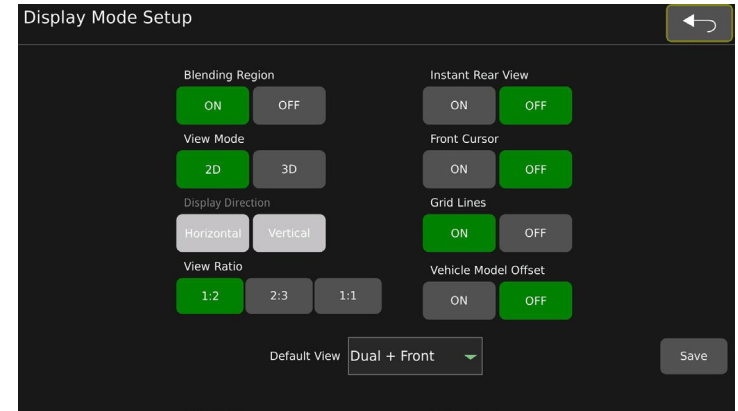 Display Mode Setup
Blending Region
ON OFF
View Mode
2D 3D
Display Direction
Horizontal Vertical
View Ratio
1:2 2:3 1:1
Instant Rear View
ON OFF
Front Cursor
ON OFF
Grid Lines
ON OFF
Vehicle Model Offset
ON OFF
Default View Dual + Front
Save